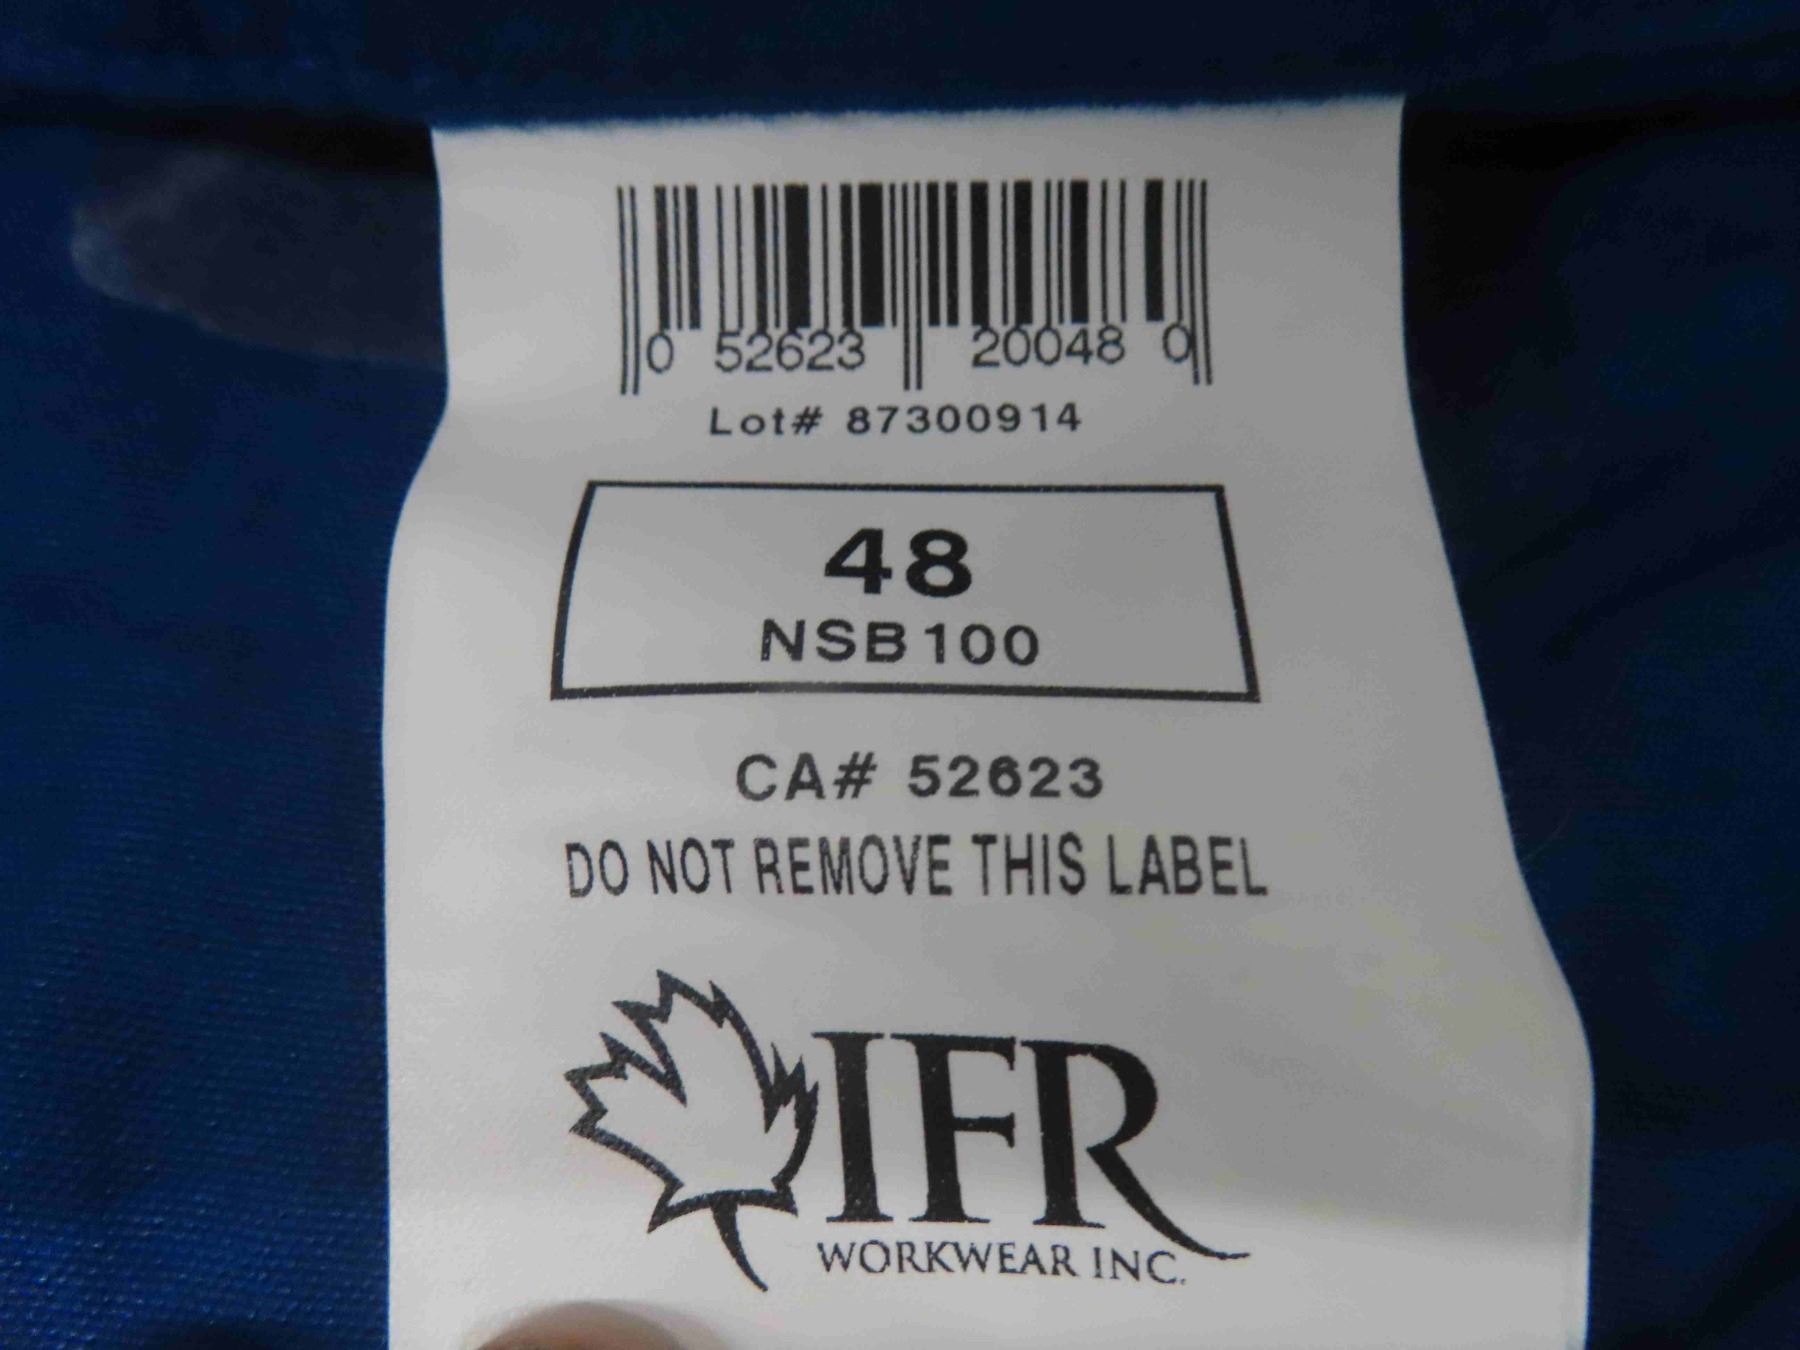 0 52623 20048 0
Lot# 87300914
48
NSB100
CA# 52623
DO NOT REMOVE THIS LABEL
IFR
WORKWEAR INC.